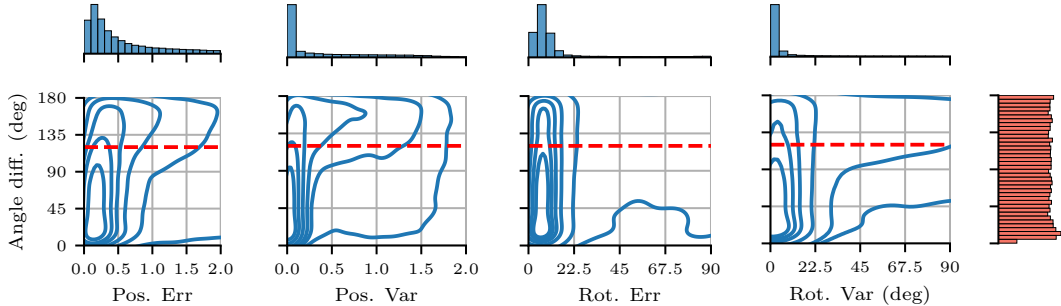 Angle diff. (deg)
180
135
90
45
0
0.0 0.5 1.0 1.5 2.0
Pos. Err
0.0 0.5 1.0 1.5 2.0
Pos. Var
0 22.5 45 67.5 90
Rot. Err
0 22.5 45 67.5 90
Rot. Var (deg)